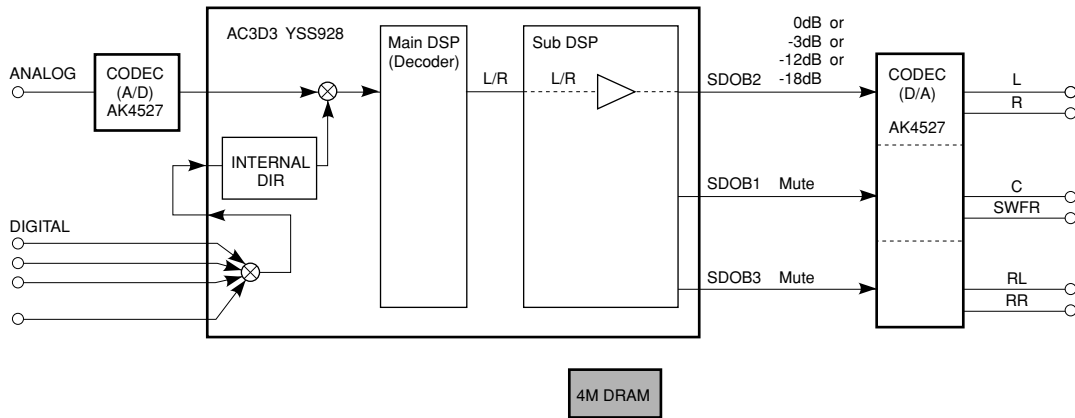 AC3D3 YSS928
Main DSP
(Decoder)
Sub DSP
0dB or
-3dB or
-12dB or
-18dB
ANALOG
CODEC
(A/D)
AK4527
L/R
L/R
SDOB2
CODEC
(D/A)
AK4527
L
R
INTERNAL
DIR
SDOB1 Mute
C
SWFR
DIGITAL
SDOB3 Mute
RL
RR
4M DRAM